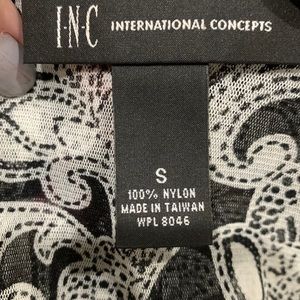 I·N·C INTERNATIONAL CONCEPTS
S
100% NYLON
MADE IN TAIWAN
WPL 8046